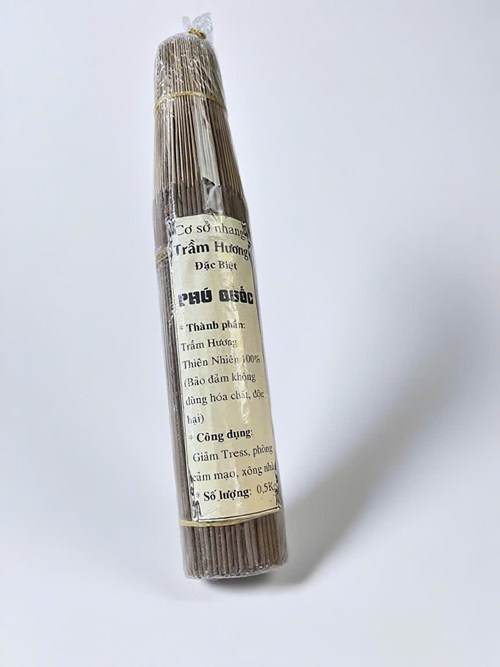 Cơ sở nhang
Trầm Hương
Đặc Biệt
PHÚ QUỐC
* Thành phần:
Trầm Hương
Thiên Nhiên 100%
(Bảo đảm không
dùng hóa chất, độc
hại)
* Công dụng:
Giảm Tress, phòng
cảm mạo, xông nhà
* Số lượng: 0,5K